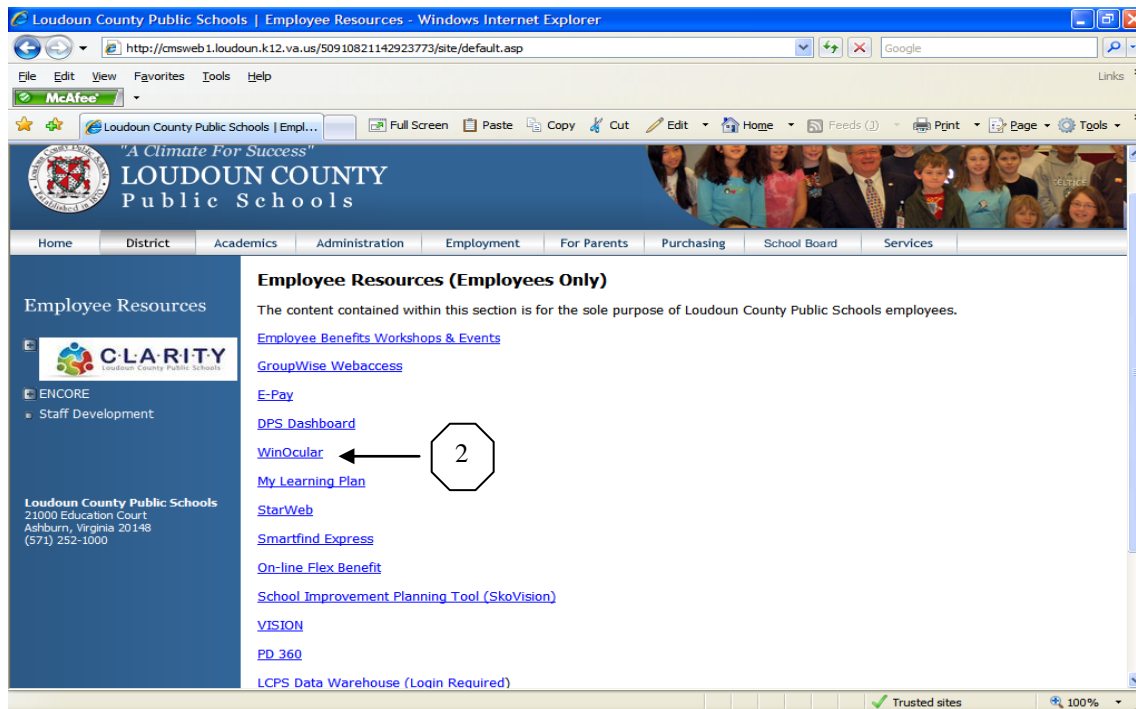 Loudoun County Public Schools | Employee Resources - Windows Internet Explorer
http://cmsweb1.loudoun.k12.va.us/50910821142923773/site/default.asp
Google
File Edit View Favorites Tools Help
Links
McAfee
Loudoun County Public Schools | Empl...
Full Screen Paste Copy Cut Edit Home Feeds (J) Print Page Tools
"A Climate For Success"
LOUDOUN COUNTY
Public Schools
Home District Academics Administration Employment For Parents Purchasing School Board Services
Employee Resources
C·L·A·R·I·T·Y
Loudoun County Public Schools
ENCORE
Staff Development
Loudoun County Public Schools
21000 Education Court
Ashburn, Virginia 20148
(571) 252-1000
Employee Resources (Employees Only)
The content contained within this section is for the sole purpose of Loudoun County Public Schools employees.
Employee Benefits Workshops & Events
GroupWise Webaccess
E-Pay
DPS Dashboard
WinOcular
2
My Learning Plan
StarWeb
Smartfind Express
On-line Flex Benefit
School Improvement Planning Tool (SkoVision)
VISION
PD 360
LCPS Data Warehouse (Login Required)
Trusted sites
100%